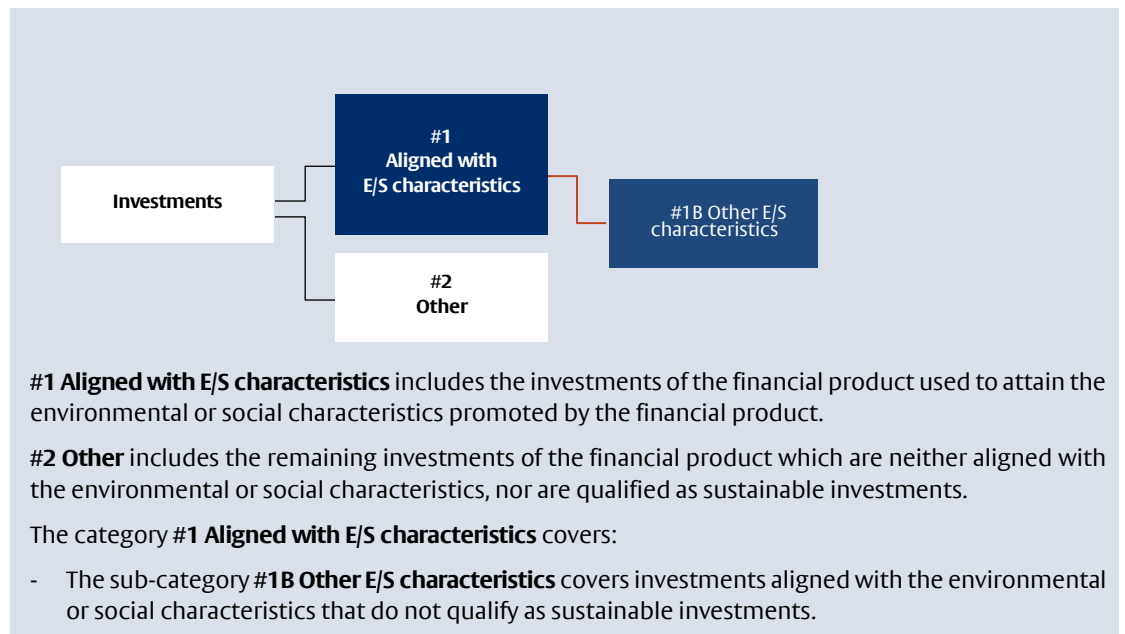 #1
Aligned with
E/S characteristics
Investments
#1B Other E/S
characteristics
#2
Other
#1 Aligned with E/S characteristics includes the investments of the financial product used to attain the
environmental or social characteristics promoted by the financial product.
#2 Other includes the remaining investments of the financial product which are neither aligned with
the environmental or social characteristics, nor are qualified as sustainable investments.
The category #1 Aligned with E/S characteristics covers:
- The sub-category #1B Other E/S characteristics covers investments aligned with the environmental
or social characteristics that do not qualify as sustainable investments.